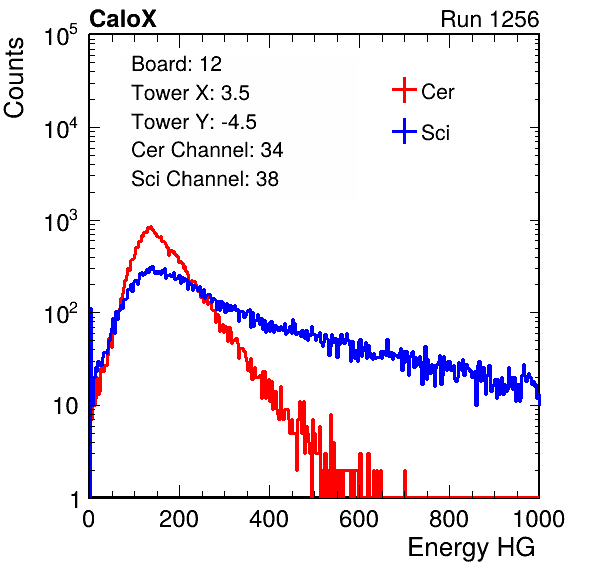 CaloX Run 1256
Counts
10^5
10^4
10^3
10^2
10
1
Board: 12
Tower X: 3.5
Tower Y: -4.5
Cer Channel: 34
Sci Channel: 38
Cer
Sci
0 200 400 600 800 1000
Energy HG